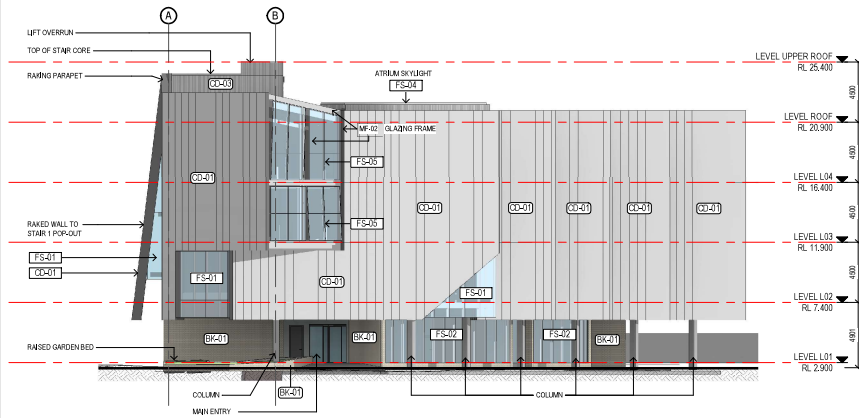 A
B
LIFT OVERRUN
TOP OF STAIR CORE
RAKING PARAPET
CD-03
ATRIUM SKYLIGHT
FS-04
LEVEL UPPER ROOF
RL 25.400
4500
MF-02 GLAZING FRAME
LEVEL ROOF
RL 20.900
FS-05
4500
CD-01
LEVEL L04
RL 16.400
CD-01
CD-01
CD-01
CD-01
CD-01
4500
RAKED WALL TO
STAIR 1 POP-OUT
FS-05
LEVEL L03
RL 11.900
FS-01
CD-01
FS-01
CD-01
FS-01
4500
LEVEL L02
RL 7.400
BK-01
BK-01
FS-02
FS-02
BK-01
RAISED GARDEN BED
LEVEL L01
RL 2.900
COLUMN
BK-01
COLUMN
MAIN ENTRY